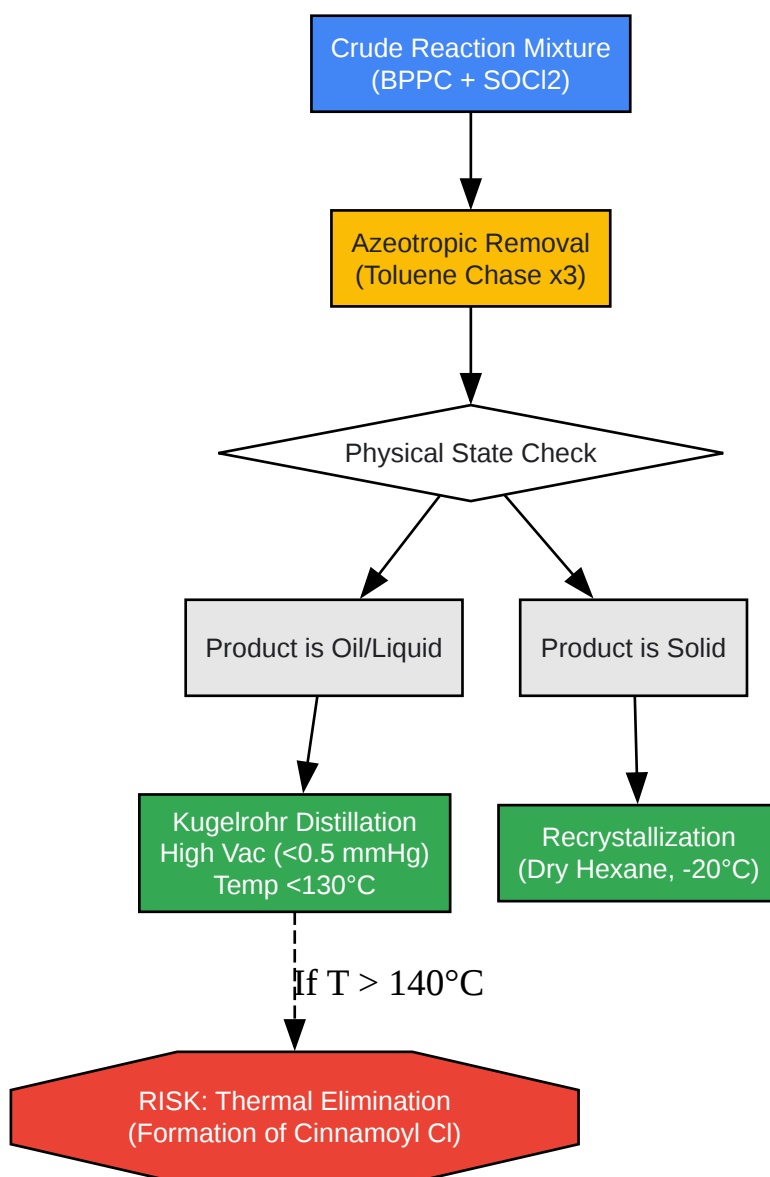 Crude Reaction Mixture
(BPPC + SOCl2)
Azeotropic Removal
(Toluene Chase x3)
Physical State Check
Product is Oil/Liquid
Product is Solid
Kugelrohr Distillation
High Vac (<0.5 mmHg)
Temp <130°C
Recrystallization
(Dry Hexane, -20°C)
If T > 140°C
RISK: Thermal Elimination
(Formation of Cinnamoyl Cl)